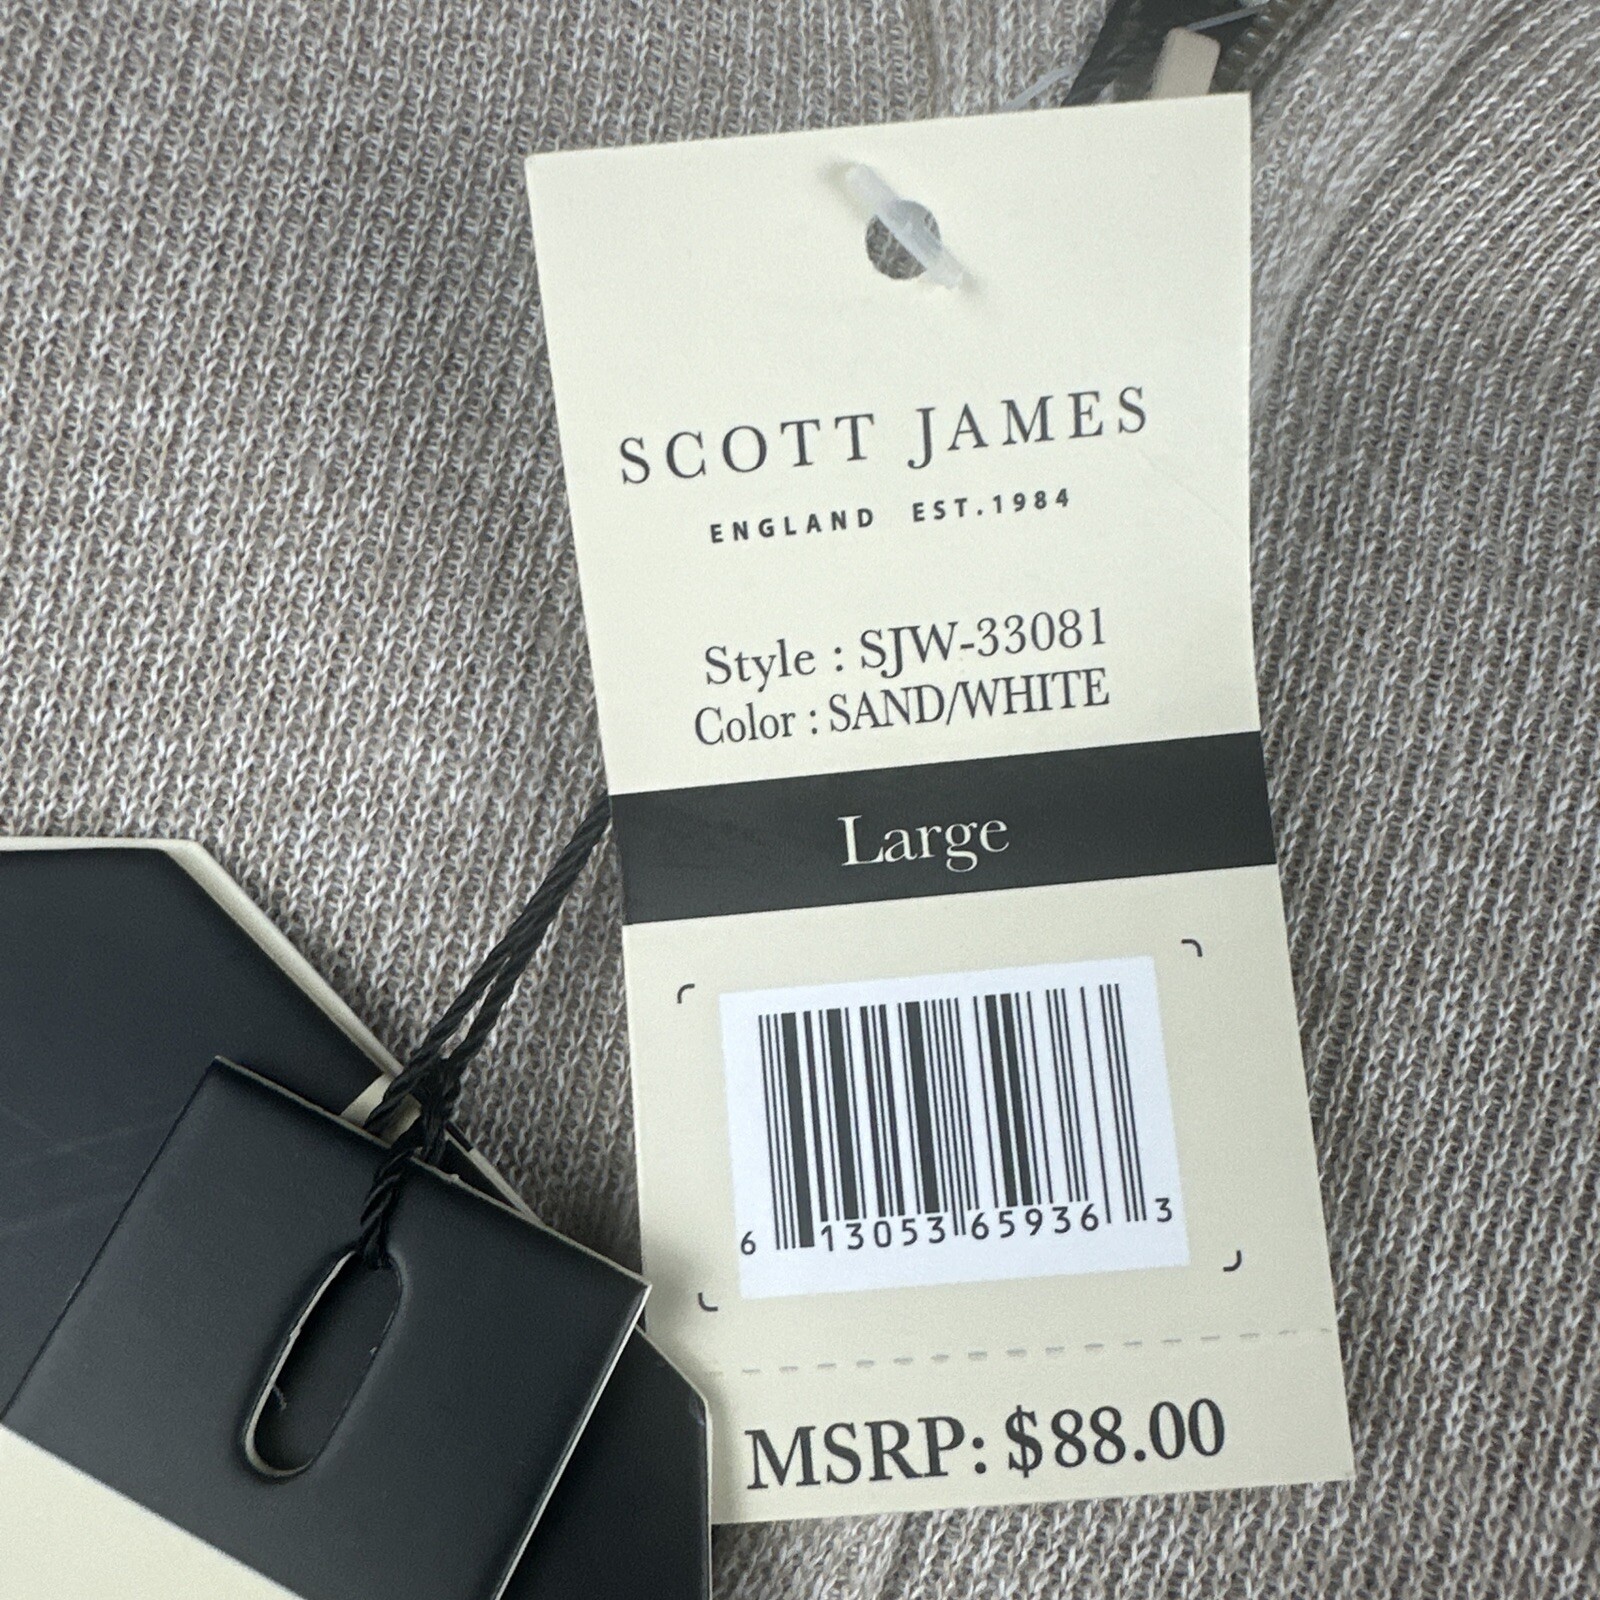 SCOTT JAMES
ENGLAND EST.1984
Style : SJW-33081
Color : SAND/WHITE
Large
6 13053 65936 3
MSRP: $88.00